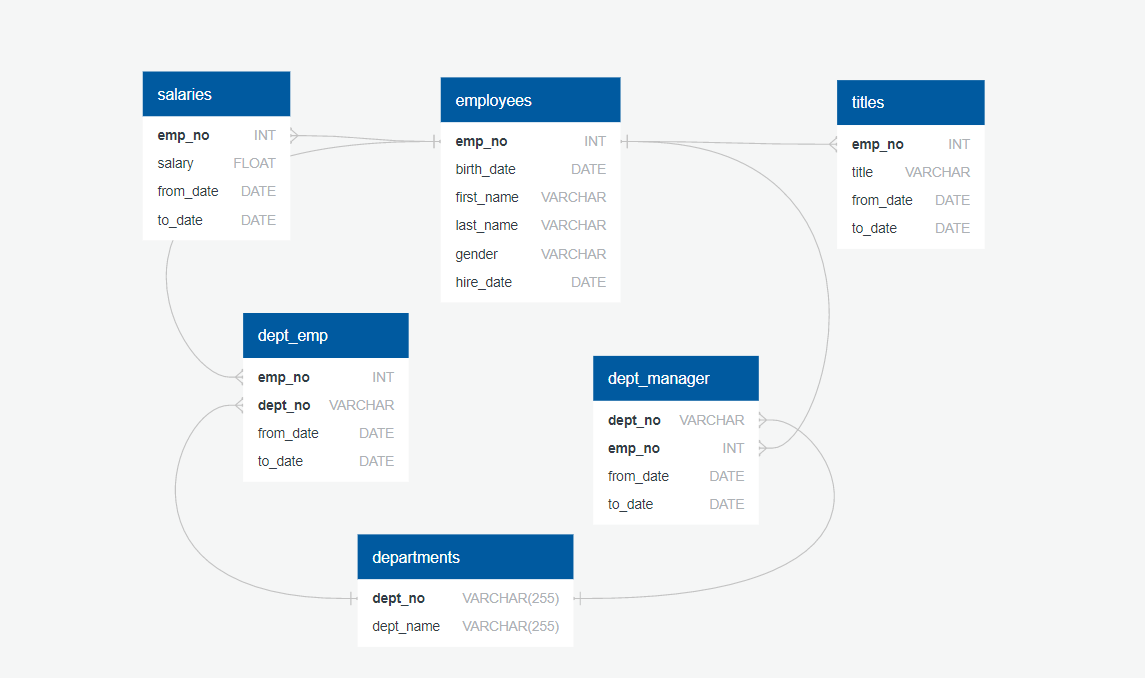 salaries
emp_no INT
salary FLOAT
from_date DATE
to_date DATE
employees
emp_no INT
birth_date DATE
first_name VARCHAR
last_name VARCHAR
gender VARCHAR
hire_date DATE
titles
emp_no INT
title VARCHAR
from_date DATE
to_date DATE
dept_emp
emp_no INT
dept_no VARCHAR
from_date DATE
to_date DATE
dept_manager
dept_no VARCHAR
emp_no INT
from_date DATE
to_date DATE
departments
dept_no VARCHAR(255)
dept_name VARCHAR(255)